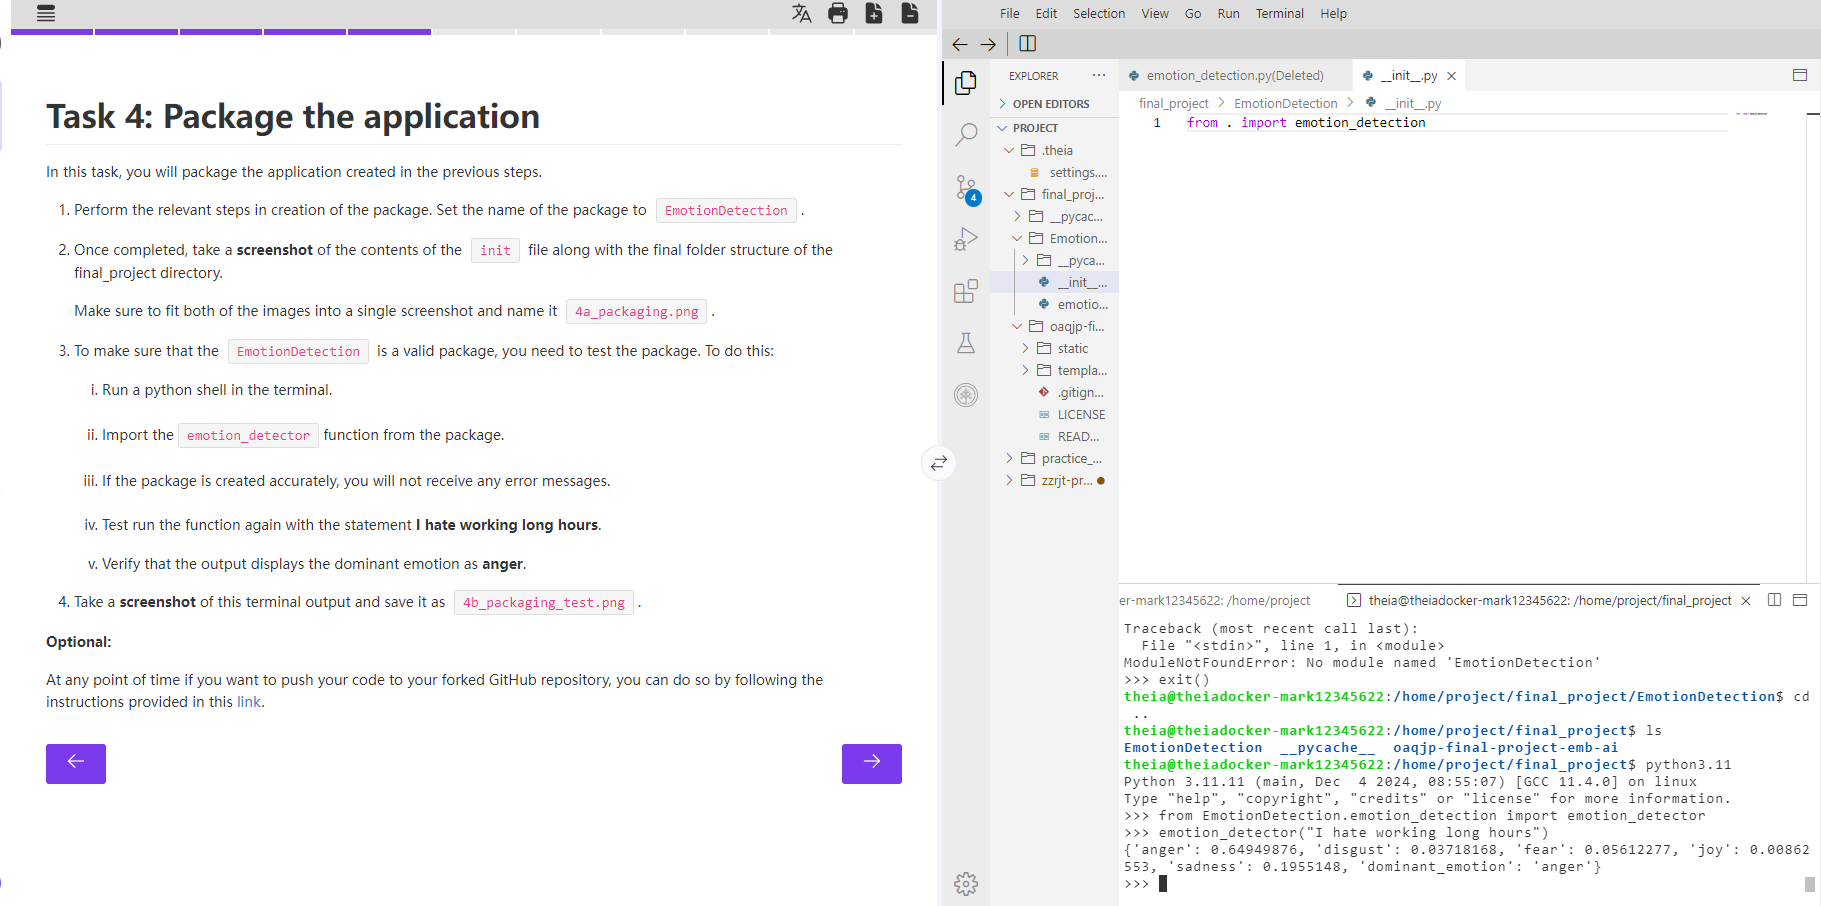 Task 4: Package the application
In this task, you will package the application created in the previous steps.
1. Perform the relevant steps in creation of the package. Set the name of the package to EmotionDetection .
2. Once completed, take a screenshot of the contents of the init file along with the final folder structure of the
final_project directory.
Make sure to fit both of the images into a single screenshot and name it 4a_packaging.png .
3. To make sure that the EmotionDetection is a valid package, you need to test the package. To do this:
i. Run a python shell in the terminal.
ii. Import the emotion_detector function from the package.
iii. If the package is created accurately, you will not receive any error messages.
iv. Test run the function again with the statement I hate working long hours.
v. Verify that the output displays the dominant emotion as anger.
4. Take a screenshot of this terminal output and save it as 4b_packaging_test.png .
Optional:
At any point of time if you want to push your code to your forked GitHub repository, you can do so by following the
instructions provided in this link.
File Edit Selection View Go Run Terminal Help
EXPLORER
OPEN EDITORS
PROJECT
.theia
settings....
final_proj...
__pycac...
Emotion...
__pyca...
__init__...
emotio...
oaqjp-fi...
static
templa...
.gitign...
LICENSE
READ...
practice_...
zzrjt-pr...
4
emotion_detection.py(Deleted) __init__.py
final_project > EmotionDetection > __init__.py
1 from . import emotion_detection
er-mark12345622: /home/project theia@theiadocker-mark12345622: /home/project/final_project
Traceback (most recent call last):
File "<stdin>", line 1, in <module>
ModuleNotFoundError: No module named 'EmotionDetection'
>>> exit()
theia@theiadocker-mark12345622:/home/project/final_project/EmotionDetection$ cd
..
theia@theiadocker-mark12345622:/home/project/final_project$ ls
EmotionDetection __pycache__ oaqjp-final-project-emb-ai
theia@theiadocker-mark12345622:/home/project/final_project$ python3.11
Python 3.11.11 (main, Dec 4 2024, 08:55:07) [GCC 11.4.0] on linux
Type "help", "copyright", "credits" or "license" for more information.
>>> from EmotionDetection.emotion_detection import emotion_detector
>>> emotion_detector("I hate working long hours")
{'anger': 0.64949876, 'disgust': 0.03718168, 'fear': 0.05612277, 'joy': 0.00862
553, 'sadness': 0.1955148, 'dominant_emotion': 'anger'}
>>>